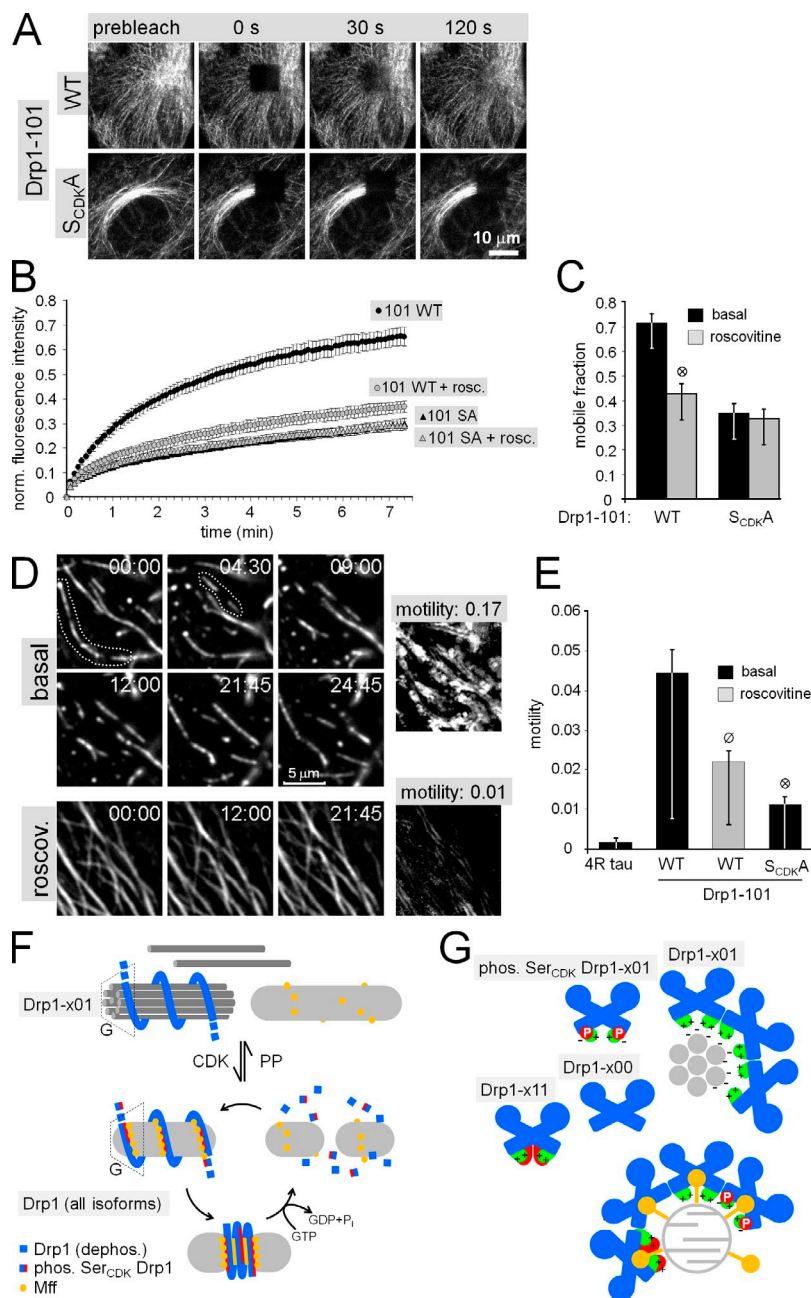 A
prebleach 0 s 30 s 120 s
Drp1-101
WT
SCDKA
10 μm
B
norm. fluorescence intensity
0.8
0.7
0.6
0.5
0.4
0.3
0.2
0.1
0
0 1 2 3 4 5 6 7
time (min)
101 WT
101 WT + rosc.
101 SA
101 SA + rosc.
C
basal
roscovitine
mobile fraction
0.8
0.7
0.6
0.5
0.4
0.3
0.2
0.1
0
⊗
Drp1-101: WT SCDKA
D
basal
00:00 04:30 09:00
12:00 21:45 24:45
5 μm
motility: 0.17
roscov.
00:00 12:00 21:45
motility: 0.01
E
motility
0.06
0.05
0.04
0.03
0.02
0.01
0
basal
roscovitine
∅
⊗
4R tau WT WT SCDKA
Drp1-101
F
Drp1-x01
G
CDK PP
G
Drp1 (all isoforms)
GTP
GDP+Pi
Drp1 (dephos.)
phos. SerCDK Drp1
Mff
G
phos. SerCDK Drp1-x01
Drp1-x01
P P
+ + + +
- -
Drp1-x00
Drp1-x11
P
P